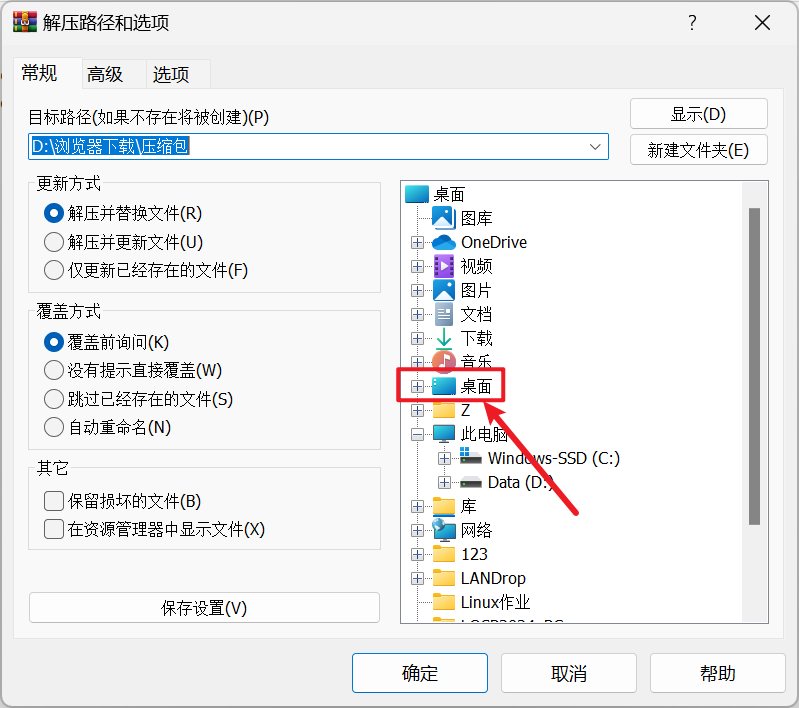 解压路径和选项
常规 高级 选项
目标路径(如果不存在将被创建)(P)
显示(D)
D:\浏览器下载\压缩包
新建文件夹(E)
更新方式
解压并替换文件(R)
解压并更新文件(U)
仅更新已经存在的文件(F)
覆盖方式
覆盖前询问(K)
没有提示直接覆盖(W)
跳过已经存在的文件(S)
自动重命名(N)
其它
保留损坏的文件(B)
在资源管理器中显示文件(X)
保存设置(V)
桌面
图库
OneDrive
视频
图片
文档
下载
音乐
桌面
Z
此电脑
Windows-SSD (C:)
Data (D:)
库
网络
123
LANDrop
Linux作业
确定 取消 帮助